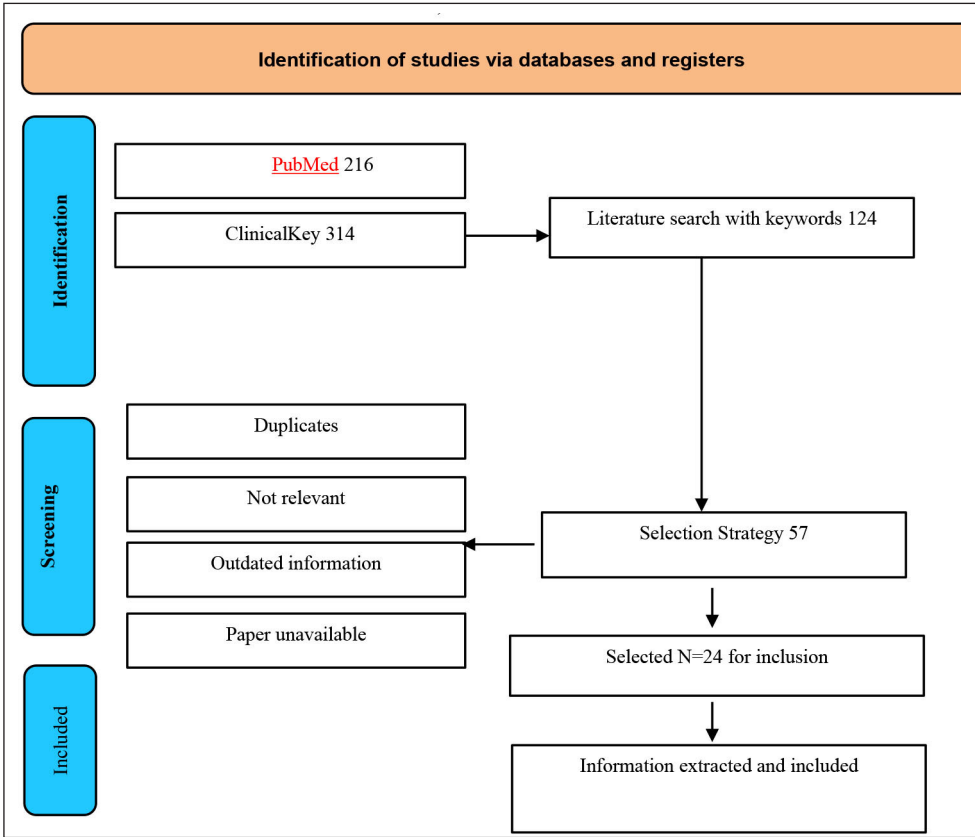 Identification of studies via databases and registers
Identification
PubMed 216
ClinicalKey 314
Literature search with keywords 124
Screening
Duplicates
Not relevant
Outdated information
Paper unavailable
Selection Strategy 57
Selected N=24 for inclusion
Included
Information extracted and included